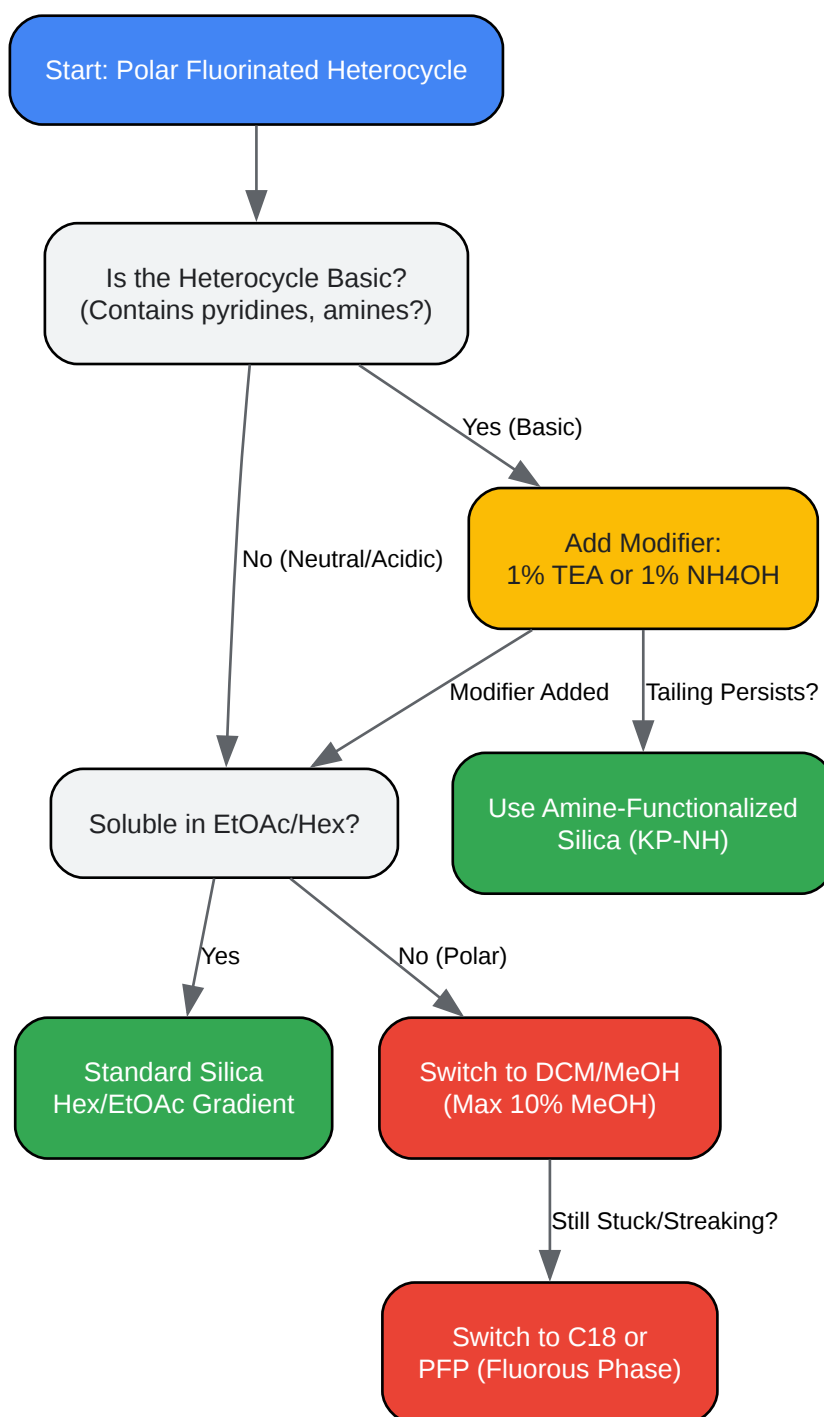 Start: Polar Fluorinated Heterocycle
Is the Heterocycle Basic?
(Contains pyridines, amines?)
Yes (Basic)
No (Neutral/Acidic)
Add Modifier:
1% TEA or 1% NH4OH
Modifier Added
Tailing Persists?
Soluble in EtOAc/Hex?
Use Amine-Functionalized
Silica (KP-NH)
Yes
No (Polar)
Standard Silica
Hex/EtOAc Gradient
Switch to DCM/MeOH
(Max 10% MeOH)
Still Stuck/Streaking?
Switch to C18 or
PFP (Fluorous Phase)